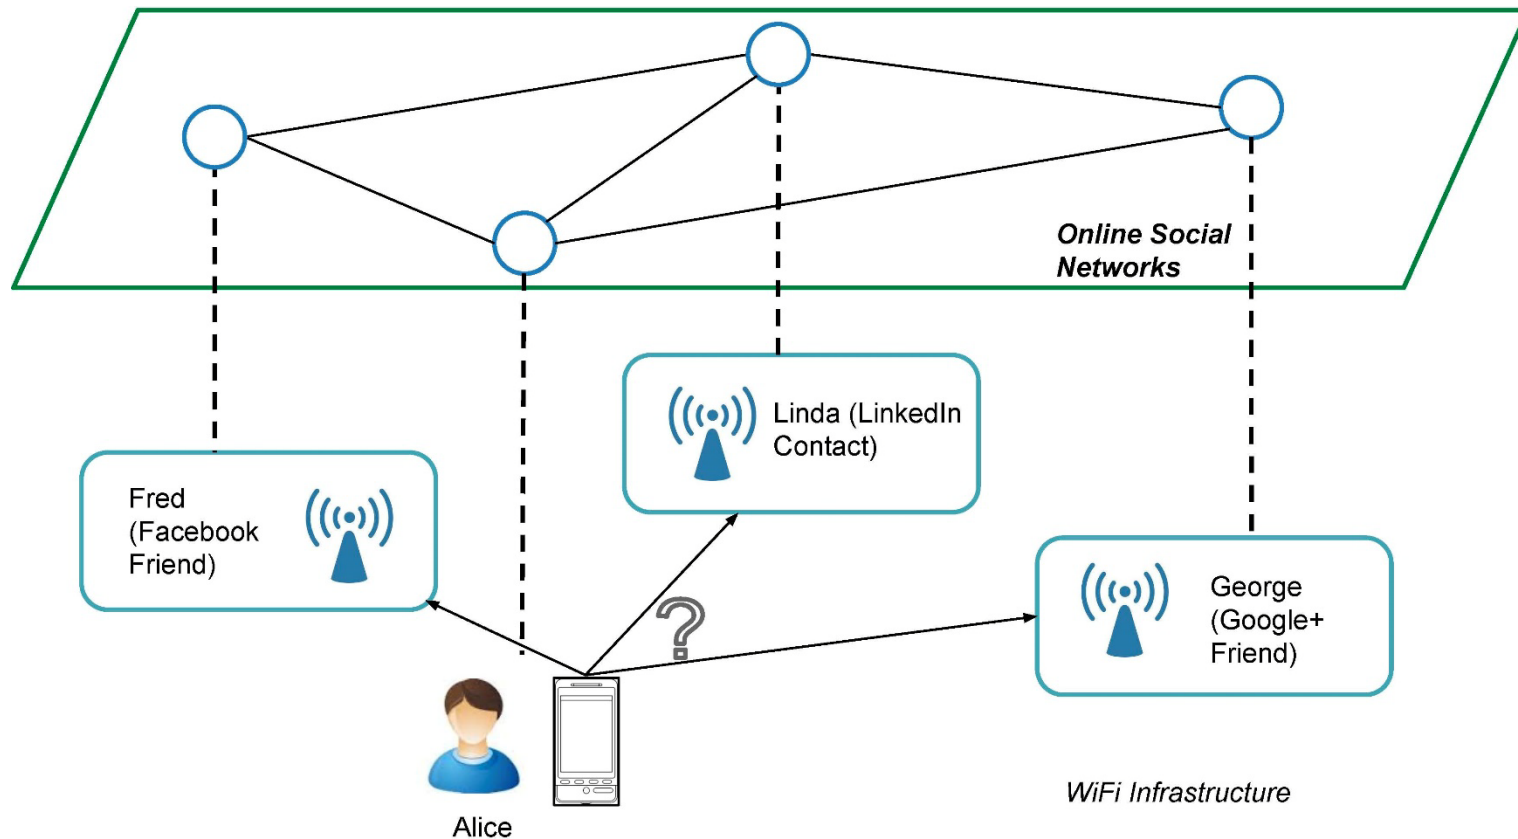 Online Social
Networks
Linda (LinkedIn
Contact)
Fred
(Facebook
Friend)
George
(Google+
Friend)
?
Alice
WiFi Infrastructure